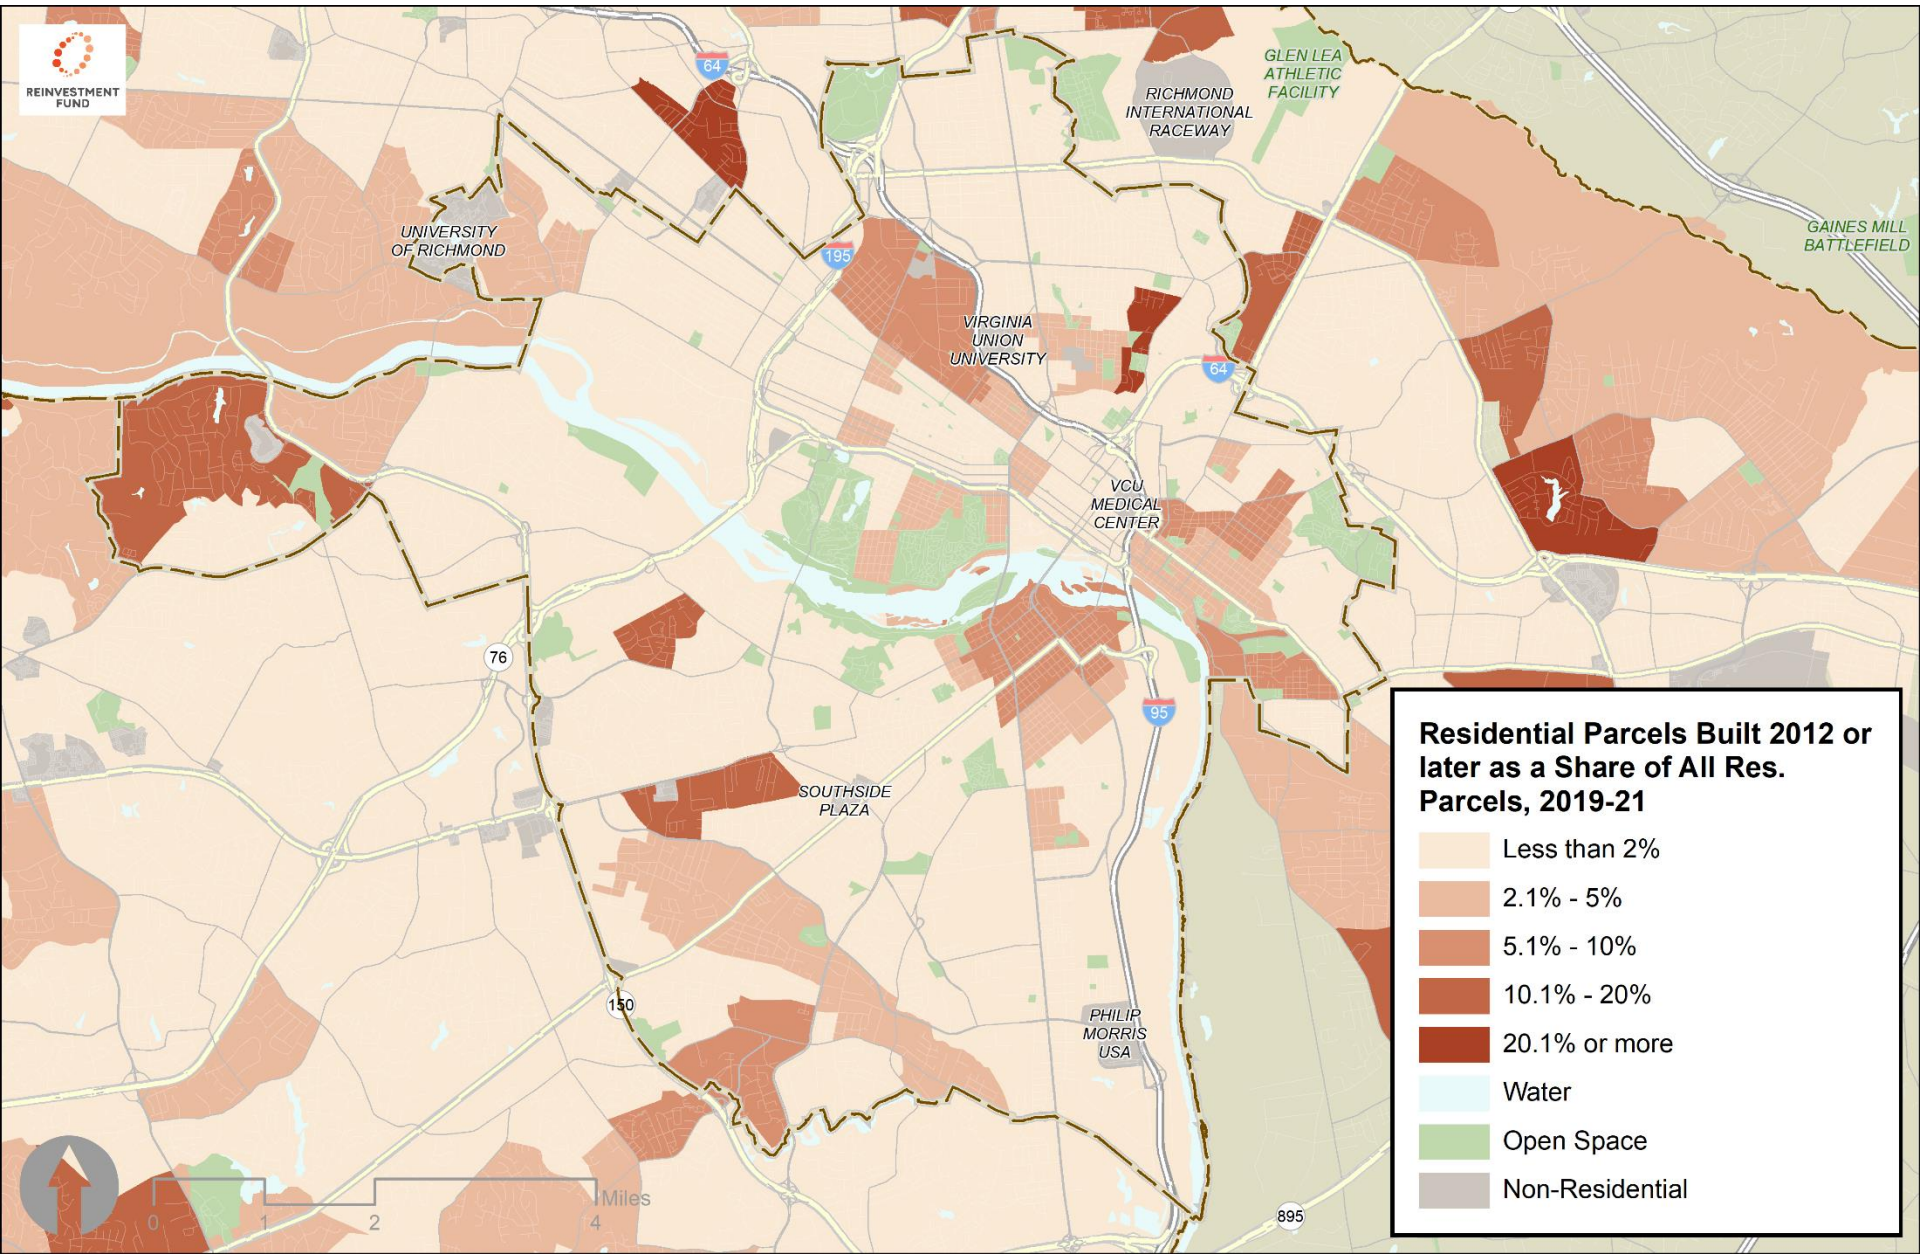 REINVESTMENT
FUND
64
GLEN LEA
ATHLETIC
FACILITY
RICHMOND
INTERNATIONAL
RACEWAY
UNIVERSITY
OF RICHMOND
195
GAINES MILL
BATTLEFIELD
VIRGINIA
UNION
UNIVERSITY
64
VCU
MEDICAL
CENTER
76
95
SOUTHSIDE
PLAZA
150
PHILIP
MORRIS
USA
895
Miles
0 1 2 4
Residential Parcels Built 2012 or
later as a Share of All Res.
Parcels, 2019-21
Less than 2%
2.1% - 5%
5.1% - 10%
10.1% - 20%
20.1% or more
Water
Open Space
Non-Residential